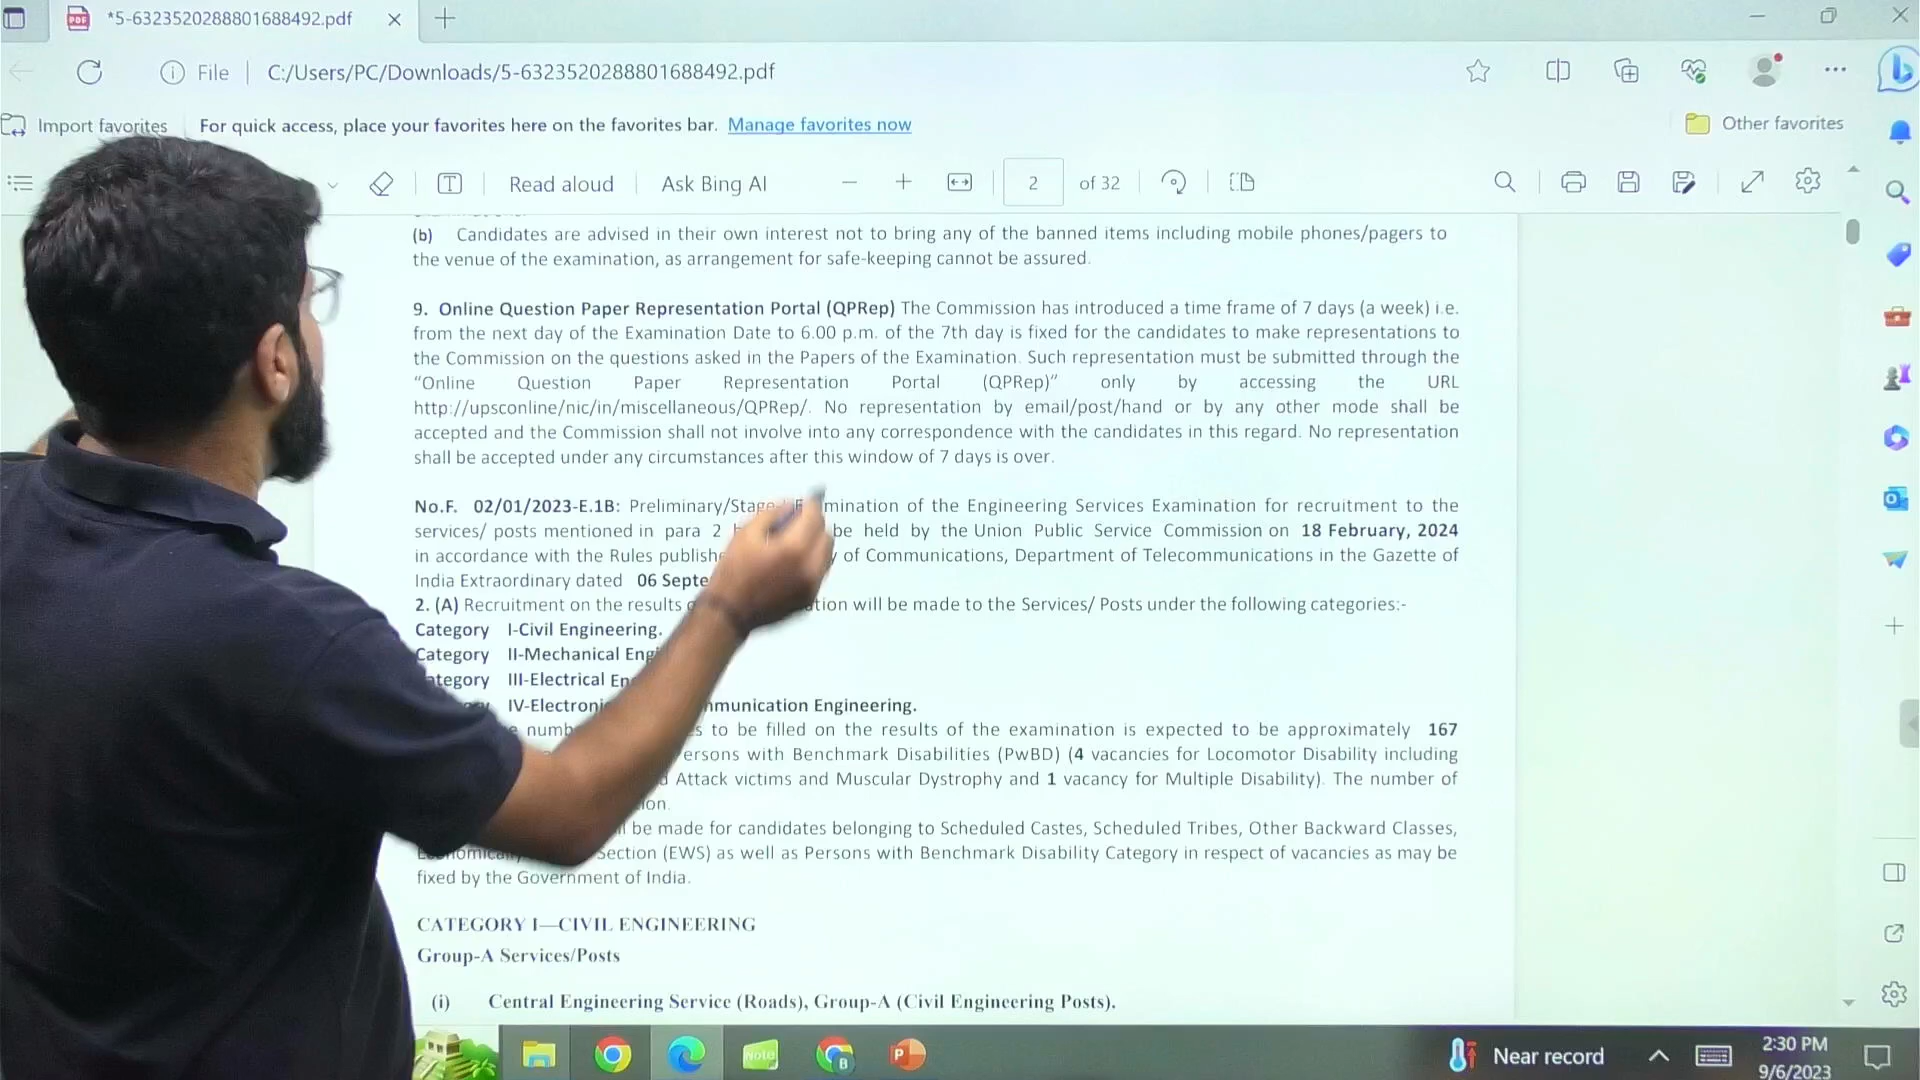 *5-6323520288801688492.pdf
File C:/Users/PC/Downloads/5-6323520288801688492.pdf
Import favorites For quick access, place your favorites here on the favorites bar. Manage favorites now Other favorites
Read aloud Ask Bing AI 2 of 32
(b) Candidates are advised in their own interest not to bring any of the banned items including mobile phones/pagers to
the venue of the examination, as arrangement for safe-keeping cannot be assured.
9. Online Question Paper Representation Portal (QPRep) The Commission has introduced a time frame of 7 days (a week) i.e.
from the next day of the Examination Date to 6.00 p.m. of the 7th day is fixed for the candidates to make representations to
the Commission on the questions asked in the Papers of the Examination. Such representation must be submitted through the
“Online Question Paper Representation Portal (QPRep)” only by accessing the URL
http://upsconline/nic/in/miscellaneous/QPRep/. No representation by email/post/hand or by any other mode shall be
accepted and the Commission shall not involve into any correspondence with the candidates in this regard. No representation
shall be accepted under any circumstances after this window of 7 days is over.
No.F. 02/01/2023-E.1B: Preliminary/Stage mination of the Engineering Services Examination for recruitment to the
services/ posts mentioned in para 2 be held by the Union Public Service Commission on 18 February, 2024
in accordance with the Rules publishe of Communications, Department of Telecommunications in the Gazette of
India Extraordinary dated 06 Septe
2. (A) Recruitment on the results tion will be made to the Services/ Posts under the following categories:-
Category I-Civil Engineering.
Category II-Mechanical Eng
tegory III-Electrical En
IV-Electroni mmunication Engineering.
numb s to be filled on the results of the examination is expected to be approximately 167
ersons with Benchmark Disabilities (PwBD) (4 vacancies for Locomotor Disability including
Attack victims and Muscular Dystrophy and 1 vacancy for Multiple Disability). The number of
ion.
be made for candidates belonging to Scheduled Castes, Scheduled Tribes, Other Backward Classes,
Section (EWS) as well as Persons with Benchmark Disability Category in respect of vacancies as may be
fixed by the Government of India.
CATEGORY I—CIVIL ENGINEERING
Group-A Services/Posts
(i) Central Engineering Service (Roads), Group-A (Civil Engineering Posts).
Note B P Near record 2:30 PM
9/6/2023